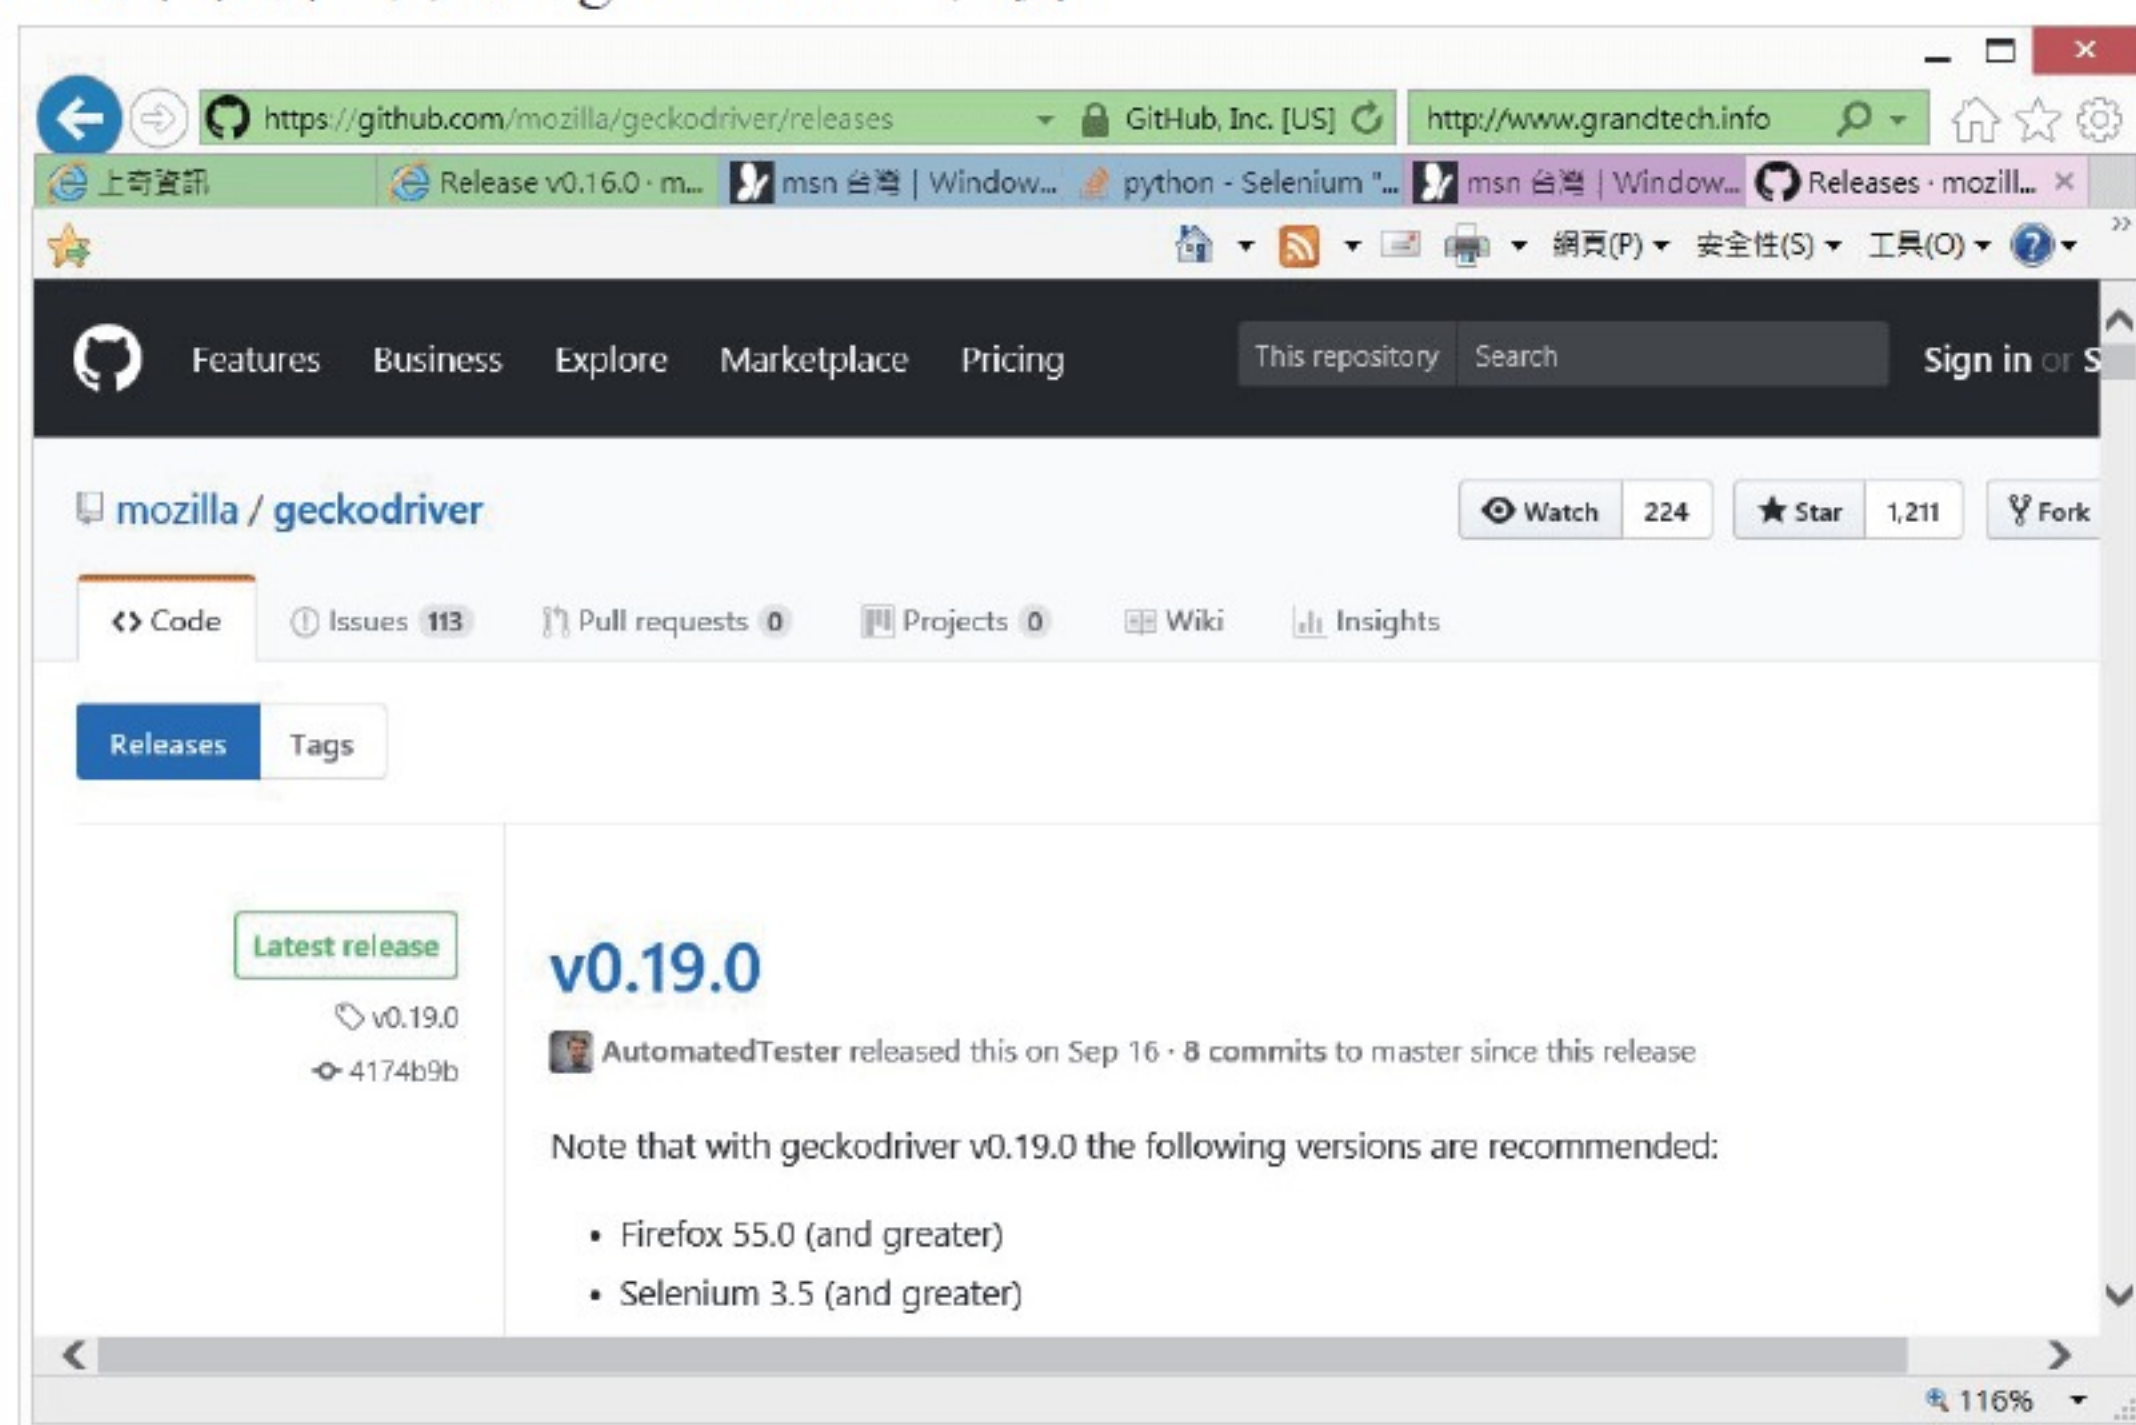 https://github.com/mozilla/geckodriver/releases GitHub, Inc. [US] http://www.grandtech.info
上奇資訊 Release v0.16.0 · m... msn 台灣 | Window... python - Selenium "... msn 台灣 | Window... Releases · mozill...
網頁(P) 安全性(S) 工具(O)
Features Business Explore Marketplace Pricing This repository Search Sign in or S
mozilla / geckodriver Watch 224 Star 1,211 Fork
<> Code Issues 113 Pull requests 0 Projects 0 Wiki Insights
Releases Tags
Latest release
v0.19.0
4174b9b
v0.19.0
AutomatedTester released this on Sep 16 · 8 commits to master since this release
Note that with geckodriver v0.19.0 the following versions are recommended:
• Firefox 55.0 (and greater)
• Selenium 3.5 (and greater)
116%